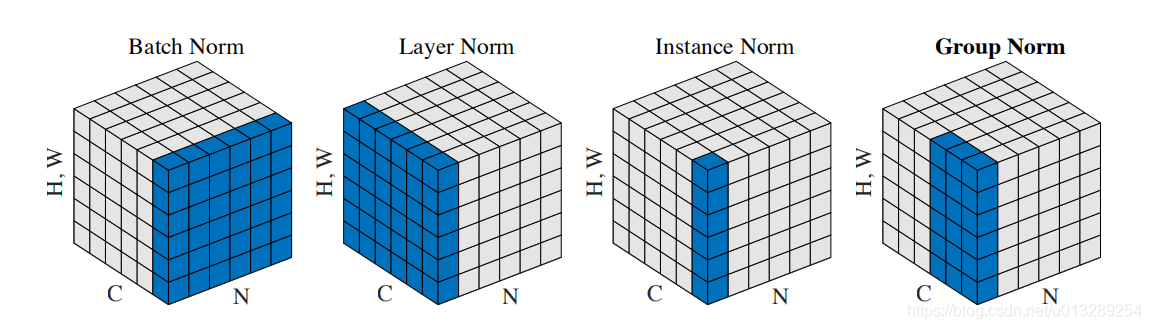 Batch Norm
Layer Norm
Instance Norm
Group Norm
H, W
C
N
H, W
C
N
H, W
C
N
H, W
C
N
https://blog.csdn.net/u013289254